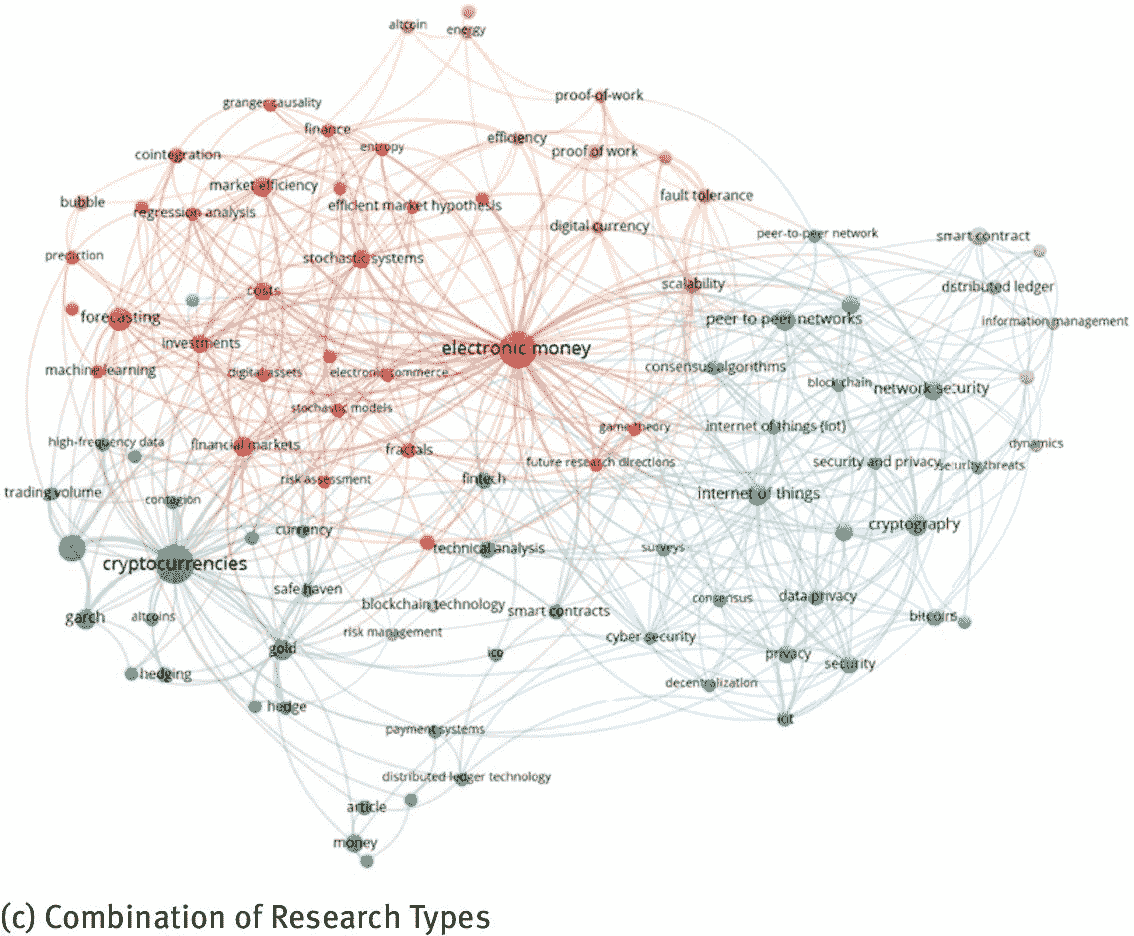 altcoin
energy
proof-of-work
granger causality
finance
efficiency
entropy
proof of work
cointegration
market efficiency
fault tolerance
bubble
efficient market hypothesis
regression analysis
digital currency
peer-to-peer network
smart contract
prediction
stochastic systems
scalability
distributed ledger
costs
forecasting
peer to peer networks
information management
investments
electronic money
machine learning
digital assets
electronic commerce
consensus algorithms
blockchain
network security
stochastic models
game theory
internet of things (iot)
high-frequency data
financial markets
fractals
dynamics
future research directions
security and privacy
security threats
risk assessment
fintech
trading volume
contagion
internet of things
currency
cryptography
technical analysis
surveys
cryptocurrencies
safe haven
consensus
data privacy
blockchain technology
smart contracts
garch
altcoins
bitcoins
risk management
cyber security
gold
ico
privacy
security
hedging
decentralization
hedge
iot
payment systems
distributed ledger technology
article
money
(c) Combination of Research Types